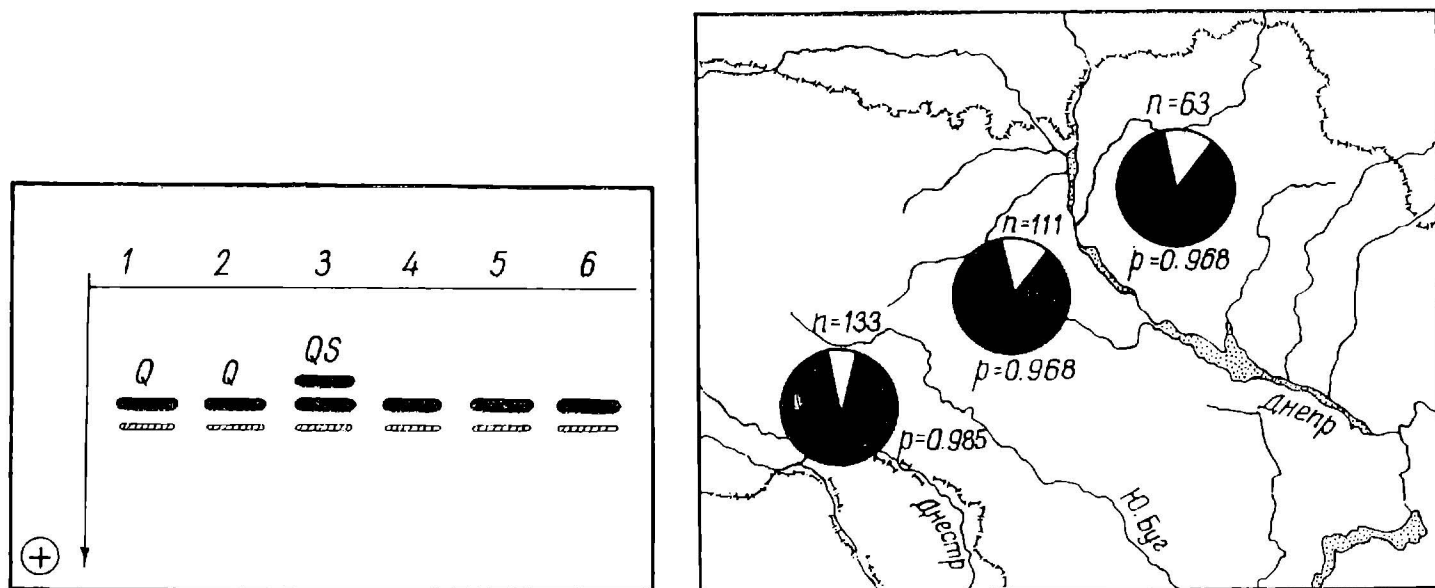 1 2 3 4 5 6
Q Q QS
+
n=63
p=0.968
n=111
p=0.968
n=133
p=0.985
Днепр
Днестр
Ю. Буг